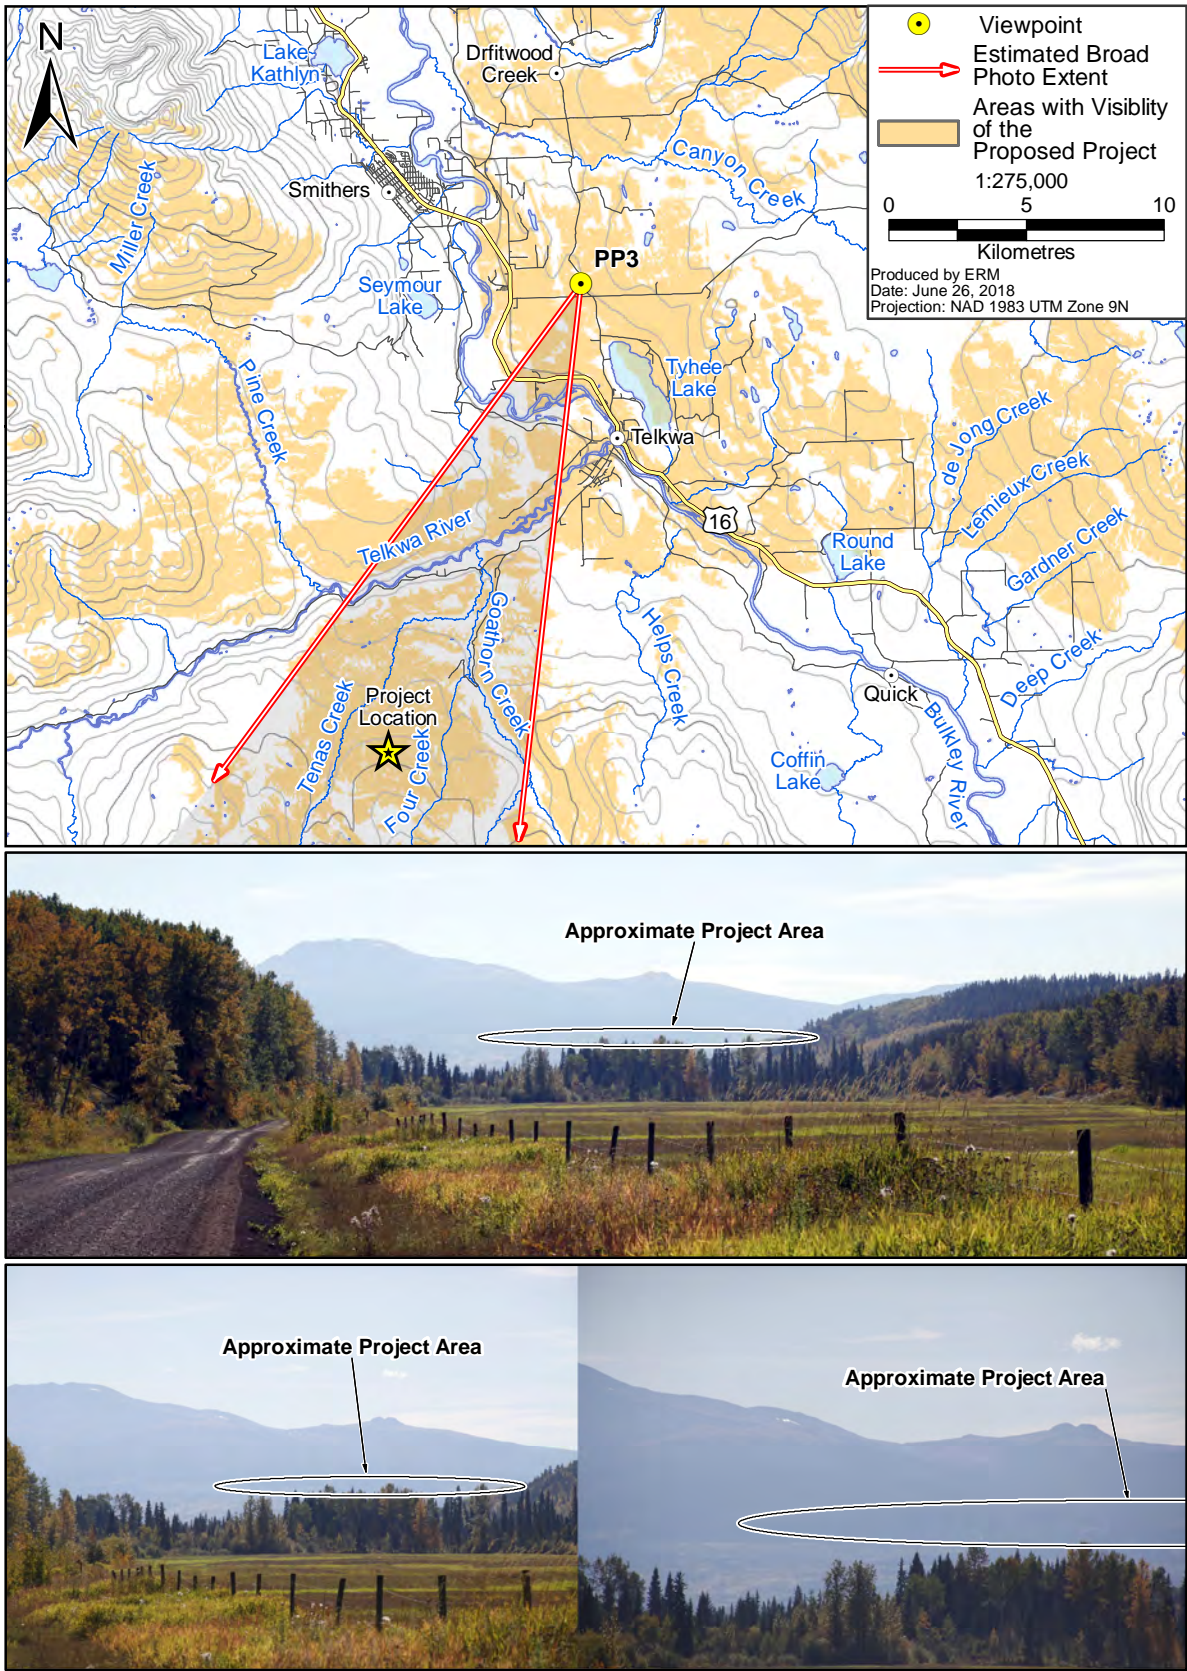 N
Lake
Kathlyn
Drfitwood
Creek
Canyon Creek
Miller Creek
Smithers
Seymour
Lake
PP3
Pine Creek
Tyhee
Lake
Telkwa
de Jong Creek
Lemieux Creek
Gardner Creek
16
Round
Lake
Telkwa River
Goathorn Creek
Helps Creek
Deep Creek
Quick
Project
Location
Tenas Creek
Four Creek
Coffin
Lake
Bulkley River
Viewpoint
Estimated Broad
Photo Extent
Areas with Visiblity
of the
Proposed Project
1:275,000
0 5 10
Kilometres
Produced by ERM
Date: June 26, 2018
Projection: NAD 1983 UTM Zone 9N
Approximate Project Area
Approximate Project Area
Approximate Project Area